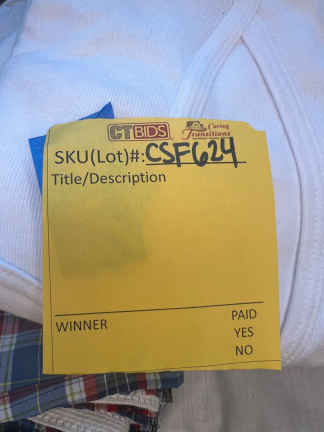 CTBIDS Caring Transitions
SKU(Lot)#: CSF624
Title/Description
WINNER PAID
YES
NO